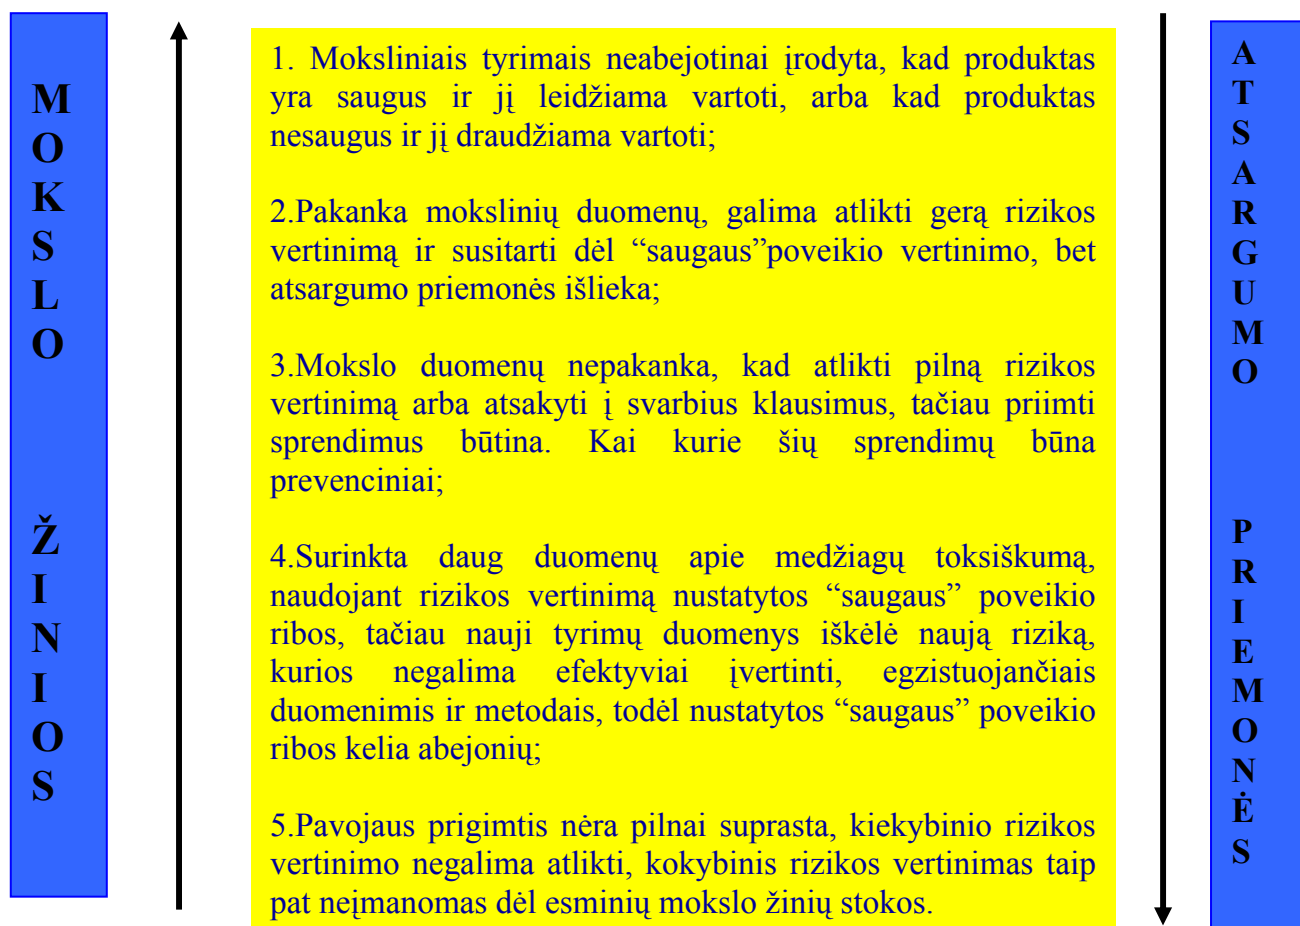 MOKSLO ŽINIOS
1. Moksliniais tyrimais neabejotinai įrodyta, kad produktas
yra saugus ir jį leidžiama vartoti, arba kad produktas
nesaugus ir jį draudžiama vartoti;
2.Pakanka mokslinių duomenų, galima atlikti gerą rizikos
vertinimą ir susitarti dėl “saugaus”poveikio vertinimo, bet
atsargumo priemonės išlieka;
3.Mokslo duomenų nepakanka, kad atlikti pilną rizikos
vertinimą arba atsakyti į svarbius klausimus, tačiau priimti
sprendimus būtina. Kai kurie šių sprendimų būna
prevenciniai;
4.Surinkta daug duomenų apie medžiagų toksiškumą,
naudojant rizikos vertinimą nustatytos “saugaus” poveikio
ribos, tačiau nauji tyrimų duomenys iškėlė naują riziką,
kurios negalima efektyviai įvertinti, egzistuojančiais
duomenimis ir metodais, todėl nustatytos “saugaus” poveikio
ribos kelia abejonių;
5.Pavojaus prigimtis nėra pilnai suprasta, kiekybinio rizikos
vertinimo negalima atlikti, kokybinis rizikos vertinimas taip
pat neįmanomas dėl esminių mokslo žinių stokos.
ATSARGUMO PRIEMONĖS